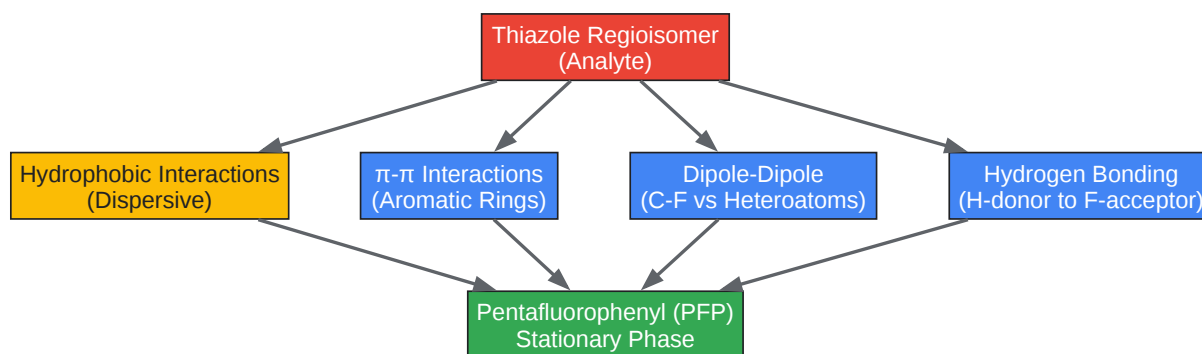 Thiazole Regioisomer
(Analyte)
Hydrophobic Interactions
(Dispersive)
π-π Interactions
(Aromatic Rings)
Dipole-Dipole
(C-F vs Heteroatoms)
Hydrogen Bonding
(H-donor to F-acceptor)
Pentafluorophenyl (PFP)
Stationary Phase